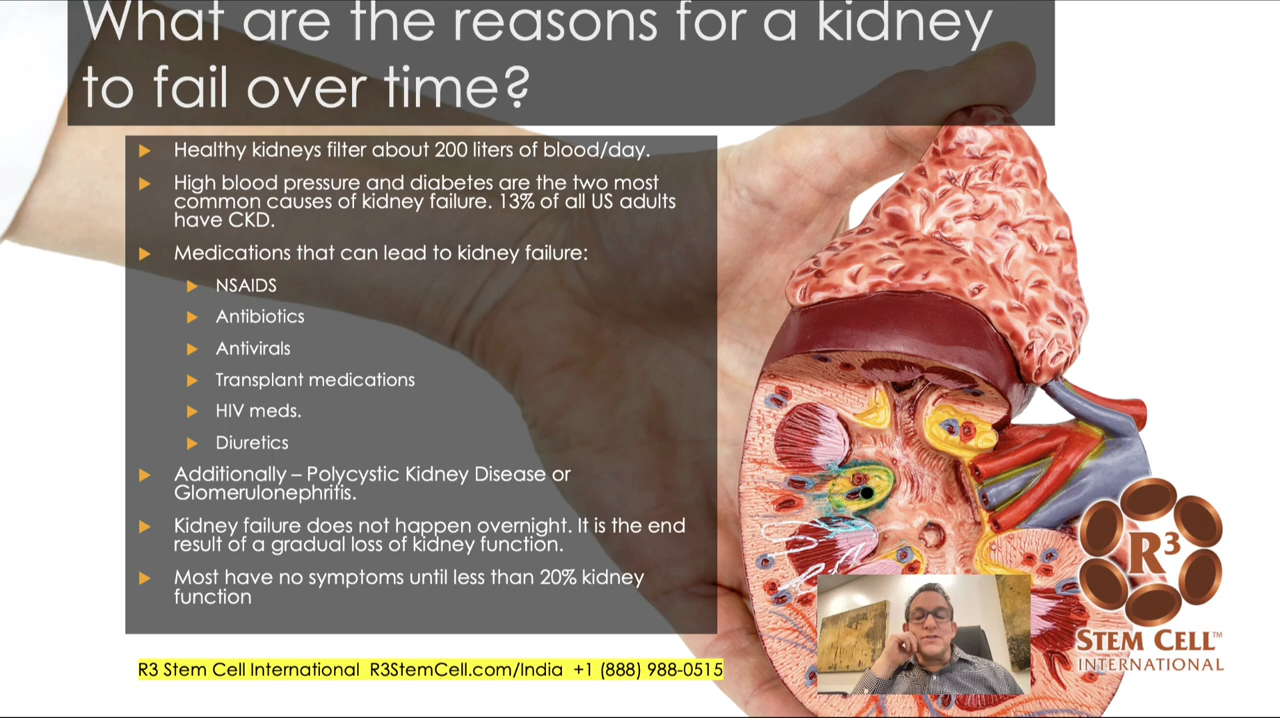 What are the reasons for a kidney
to fail over time?
Healthy kidneys filter about 200 liters of blood/day.
High blood pressure and diabetes are the two most
common causes of kidney failure. 13% of all US adults
have CKD.
Medications that can lead to kidney failure:
NSAIDS
Antibiotics
Antivirals
Transplant medications
HIV meds.
Diuretics
Additionally – Polycystic Kidney Disease or
Glomerulonephritis.
Kidney failure does not happen overnight. It is the end
result of a gradual loss of kidney function.
Most have no symptoms until less than 20% kidney
function
R3 Stem Cell International R3StemCell.com/India +1 (888) 988-0515
R³
STEM CELL™
INTERNATIONAL